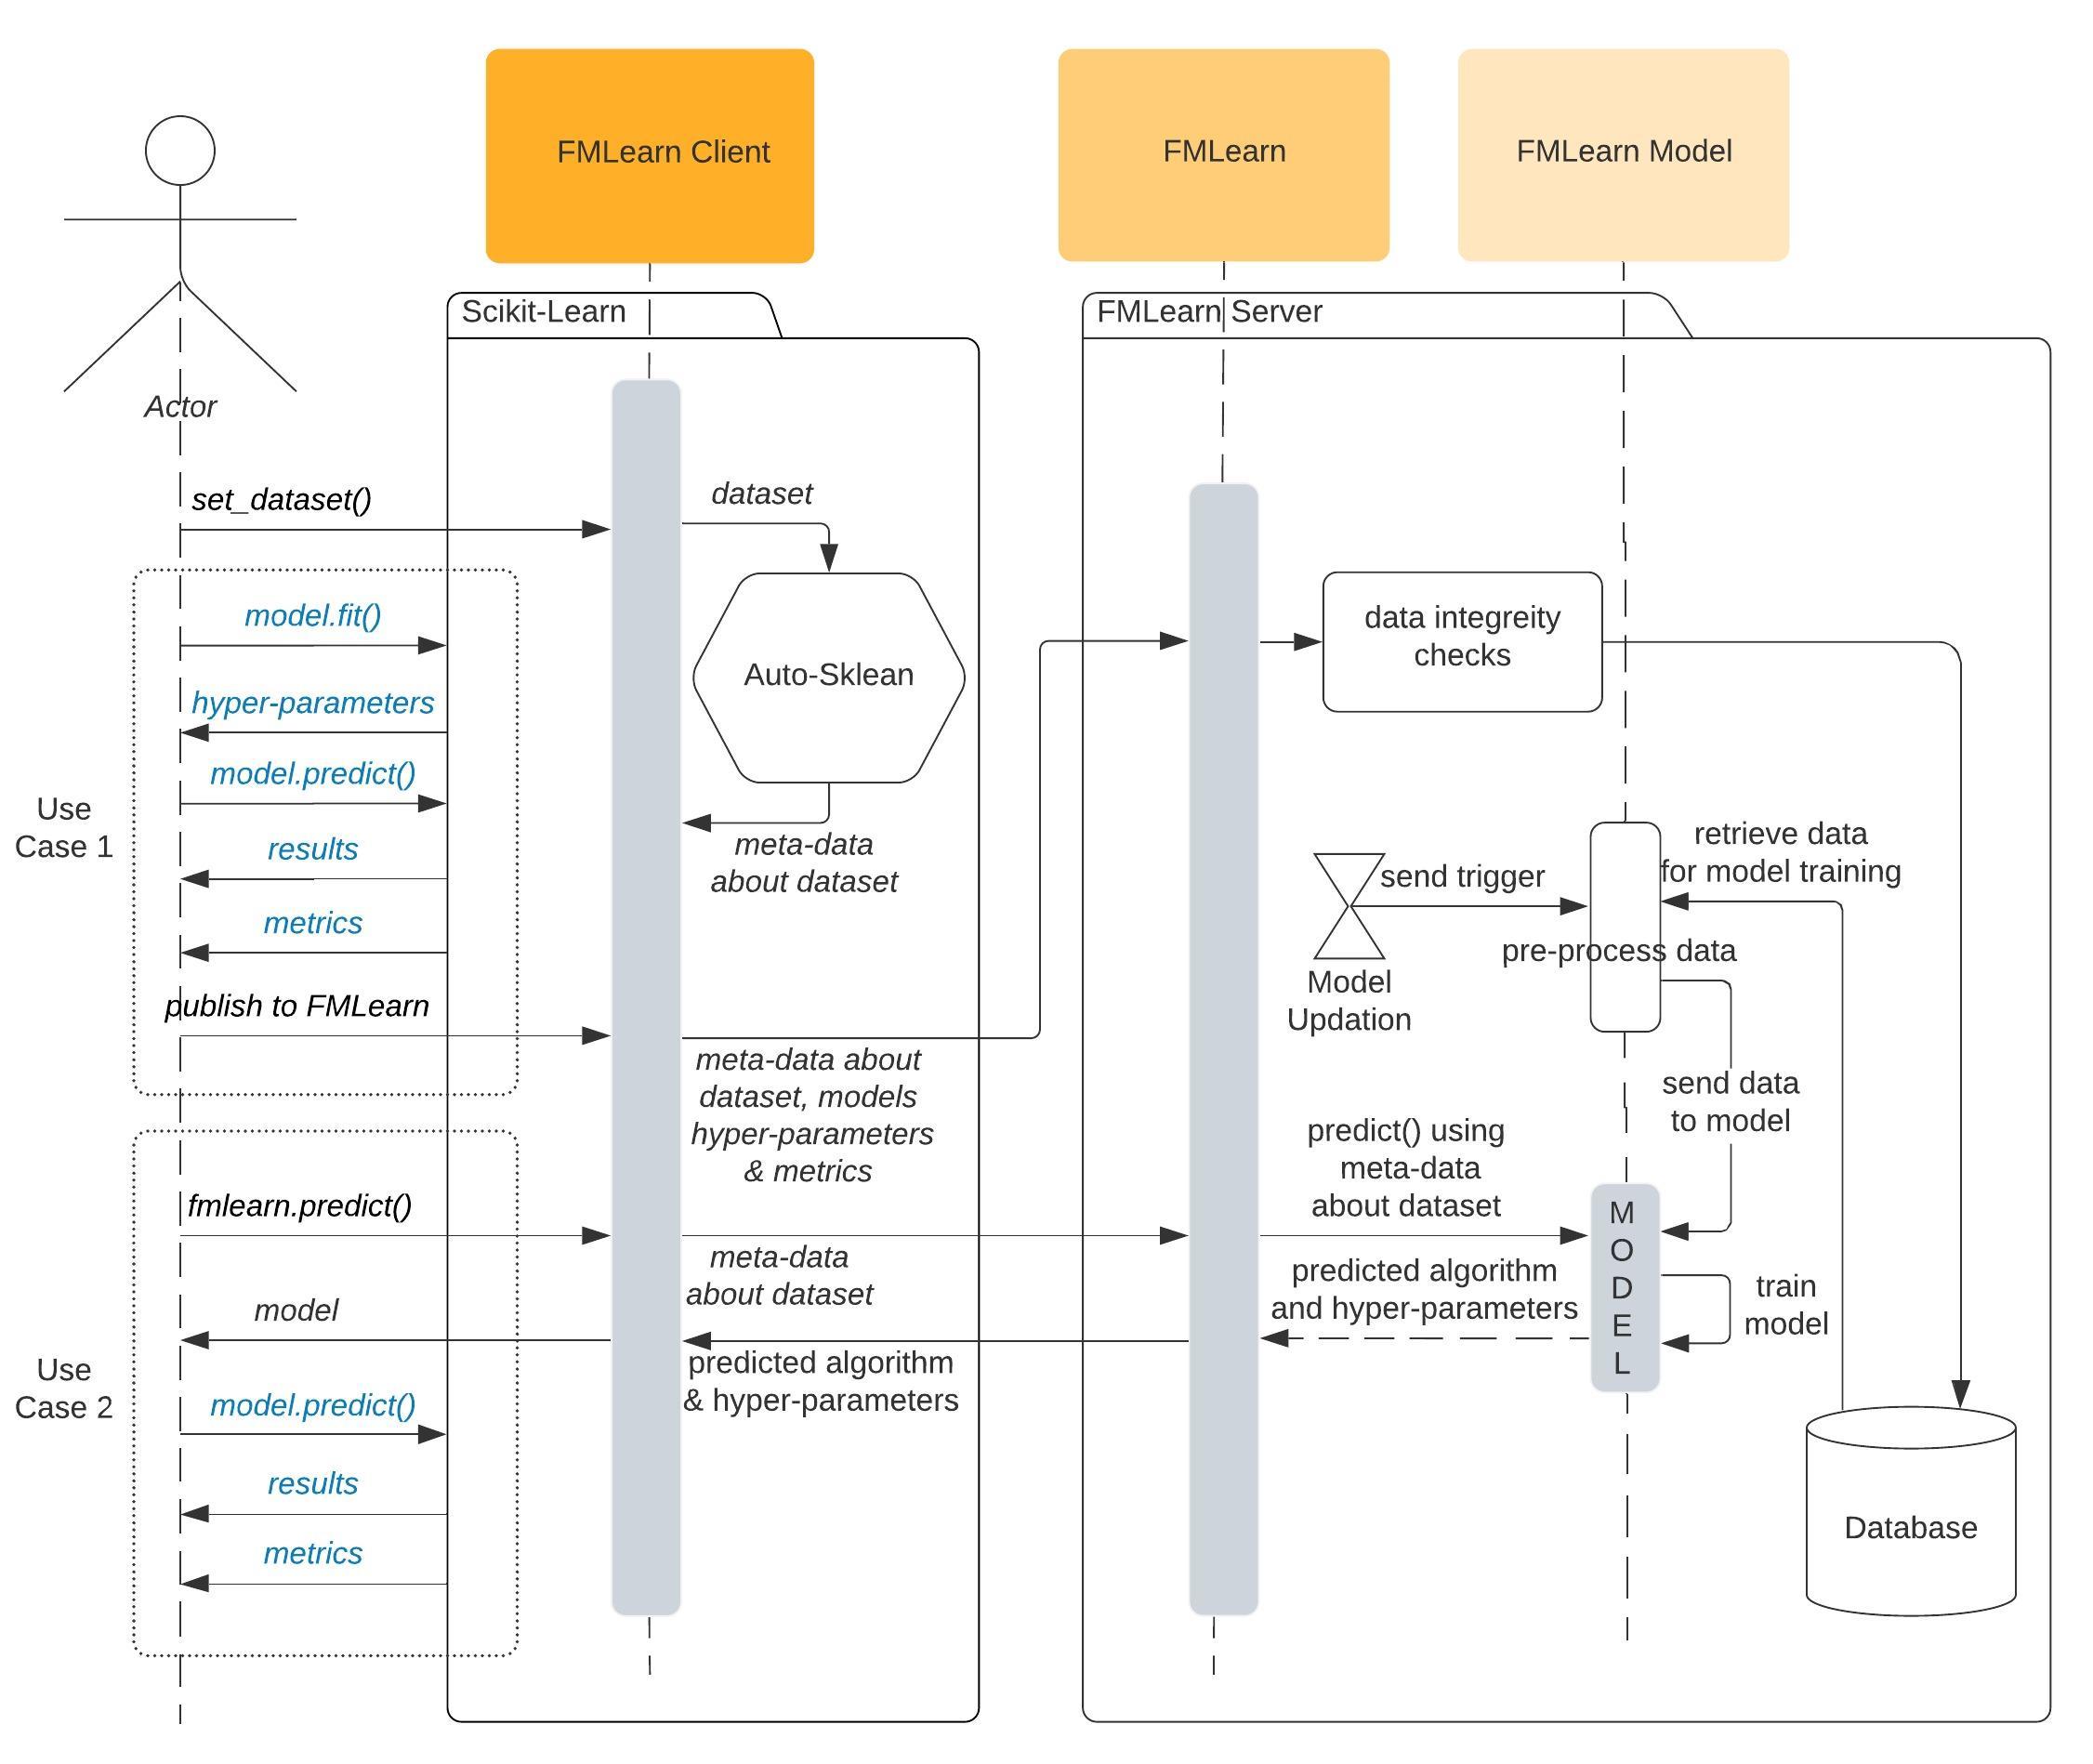 FMLearn Client
FMLearn
FMLearn Model
Scikit-Learn
FMLearn Server
Actor
set_dataset()
dataset
model.fit()
data integreity
checks
Auto-Sklean
hyper-parameters
model.predict()
Use
Case 1
results
meta-data
about dataset
retrieve data
for model training
send trigger
metrics
pre-process data
Model
Updation
publish to FMLearn
meta-data about
dataset, models
hyper-parameters
& metrics
send data
to model
predict() using
meta-data
about dataset
fmlearn.predict()
M
O
D
E
L
meta-data
about dataset
predicted algorithm
and hyper-parameters
train
model
model
predicted algorithm
& hyper-parameters
Use
Case 2
model.predict()
results
Database
metrics